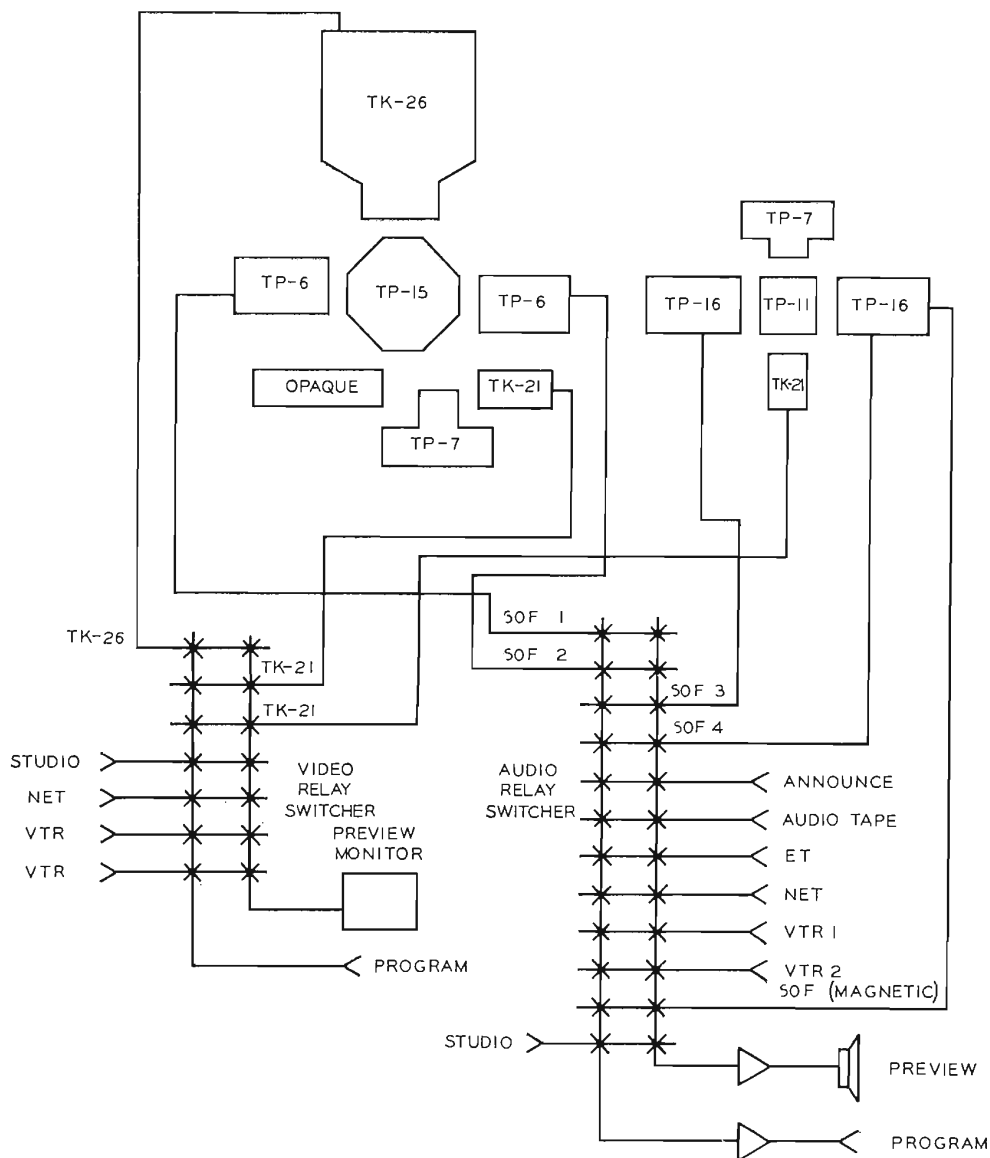 TK-26
TP-7
TP-6
TP-15
TP-6
TP-16
TP-11
TP-16
OPAQUE
TK-21
TK-21
TP-7
SOF 1
TK-26
SOF 2
TK-21
SOF 3
TK-21
SOF 4
STUDIO
VIDEO
RELAY
SWITCHER
AUDIO
RELAY
SWITCHER
ANNOUNCE
NET
AUDIO TAPE
VTR
PREVIEW
MONITOR
ET
VTR
NET
VTR 1
PROGRAM
VTR 2
SOF (MAGNETIC)
STUDIO
PREVIEW
PROGRAM